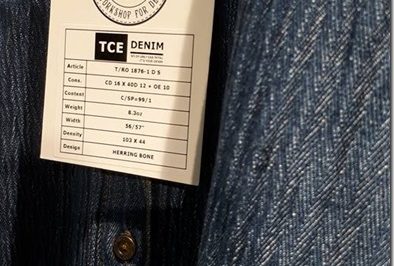 WORKSHOP FOR DE
TCE DENIM
Article T/RO 1876-1 D S
Cons. CD 16 X 40D 12 + OE 10
Content C/SP=99/1
Weight 8.3oz
Width 56/57"
Density 103 X 44
Design HERRING BONE